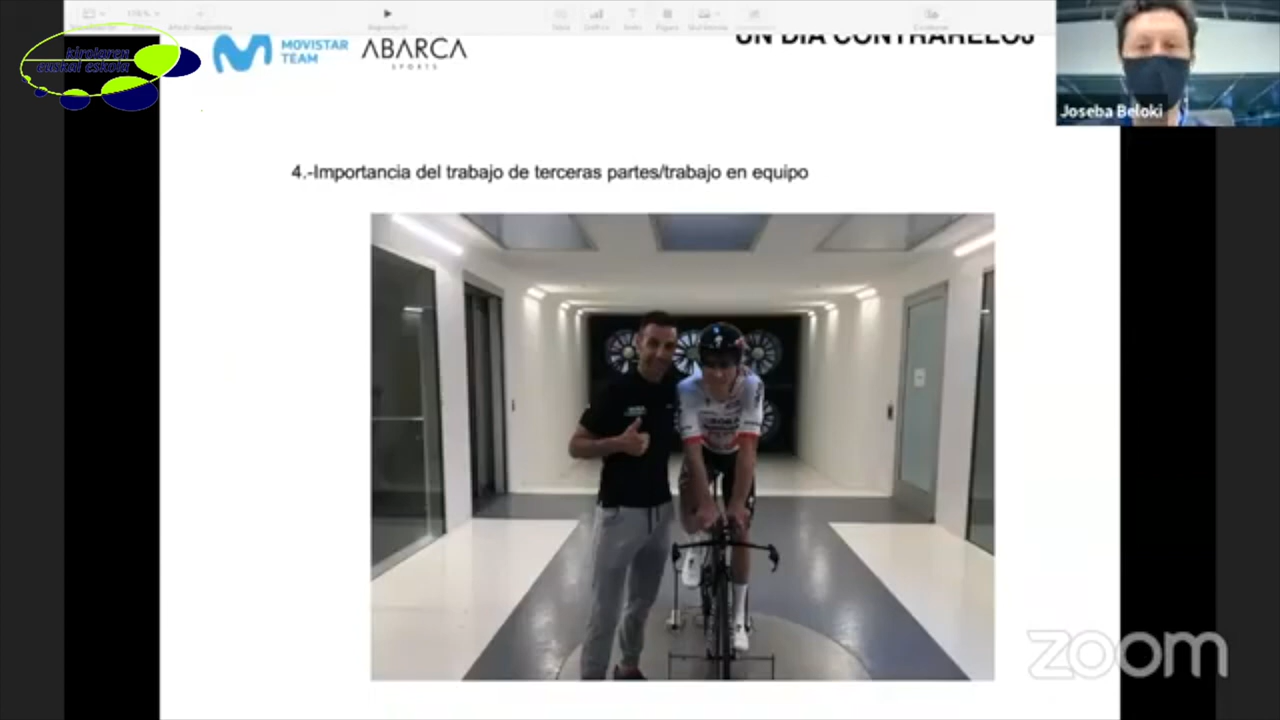 kirolaren
euskal eskola
MOVISTAR
TEAM
ABARCA
SPORTS
UN DIA CONTRARELOJ
Joseba Beloki
4.-Importancia del trabajo de terceras partes/trabajo en equipo
zoom